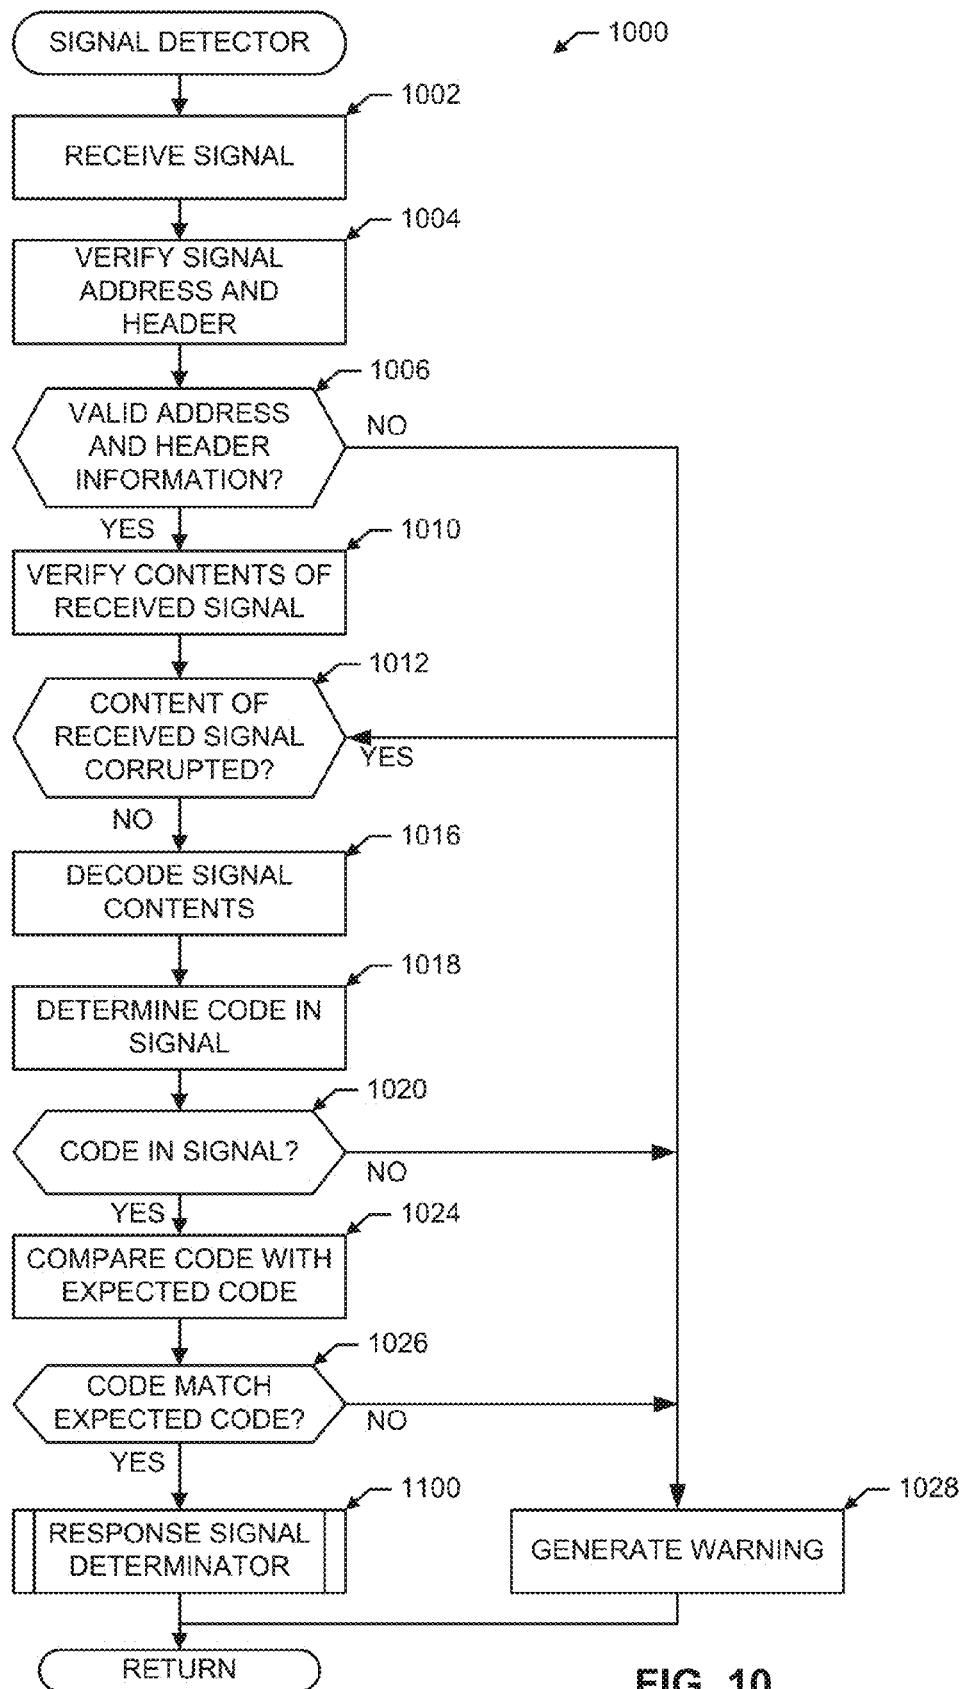 SIGNAL DETECTOR
1000
1002
RECEIVE SIGNAL
1004
VERIFY SIGNAL
ADDRESS AND
HEADER
1006
VALID ADDRESS
AND HEADER
INFORMATION?
NO
YES
1010
VERIFY CONTENTS OF
RECEIVED SIGNAL
1012
CONTENT OF
RECEIVED SIGNAL
CORRUPTED?
YES
NO
1016
DECODE SIGNAL
CONTENTS
1018
DETERMINE CODE IN
SIGNAL
1020
CODE IN SIGNAL?
NO
YES
1024
COMPARE CODE WITH
EXPECTED CODE
1026
CODE MATCH
EXPECTED CODE?
NO
YES
1100
RESPONSE SIGNAL
DETERMINATOR
1028
GENERATE WARNING
RETURN
FIG. 10